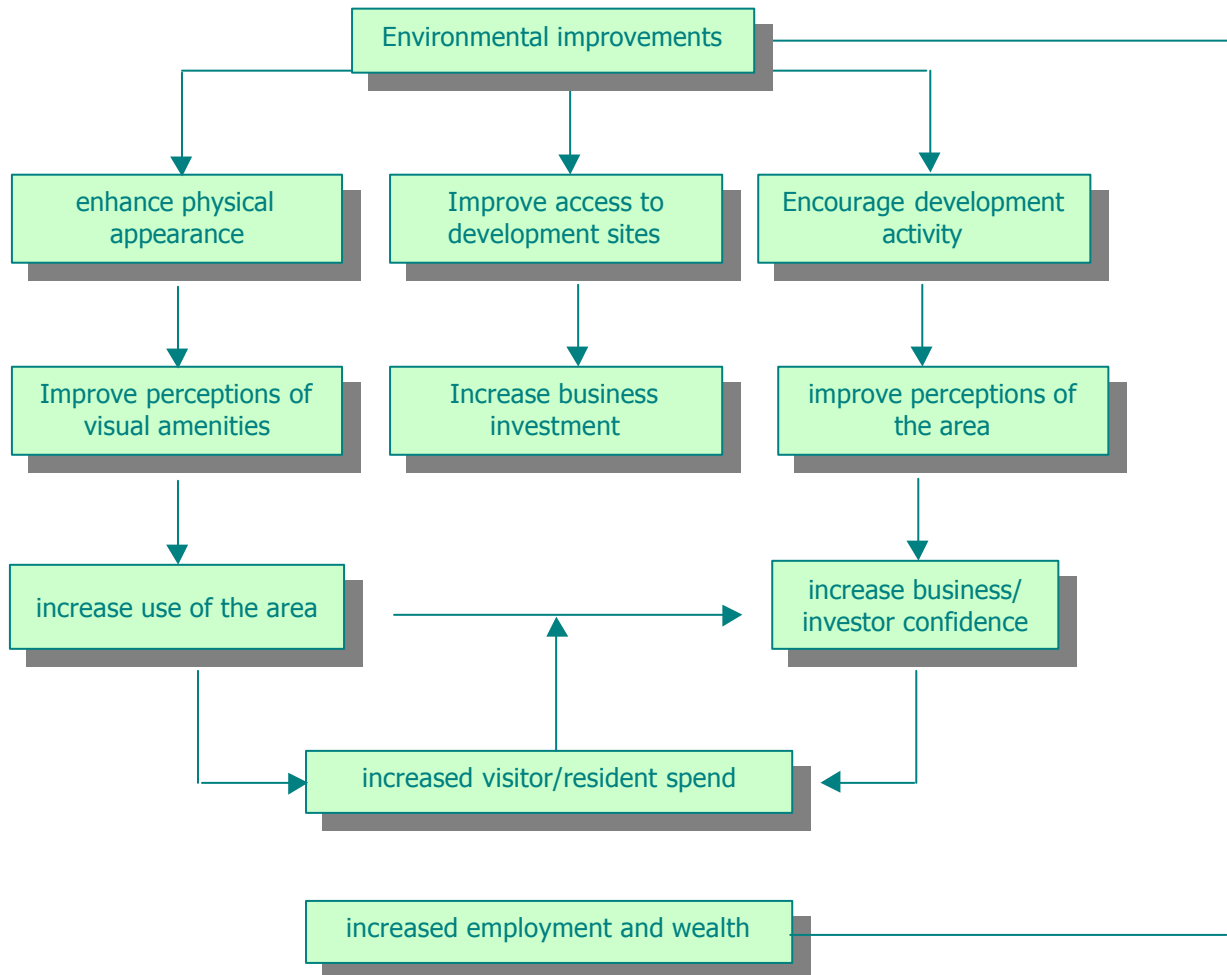 Environmental improvements
enhance physical
appearance
Improve access to
development sites
Encourage development
activity
Improve perceptions of
visual amenities
Increase business
investment
improve perceptions of
the area
increase use of the area
increase business/
investor confidence
increased visitor/resident spend
increased employment and wealth